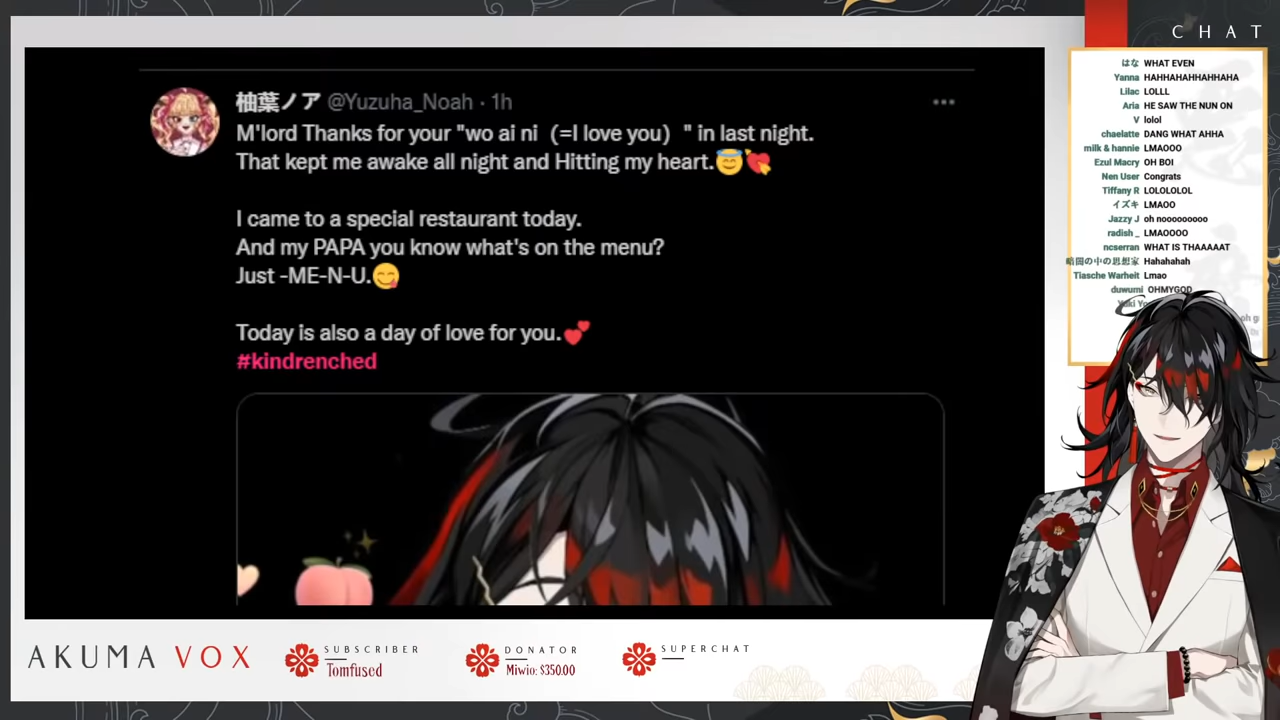 柚葉ノア @Yuzuha_Noah · 1h
M'lord Thanks for your "wo ai ni (=I love you) " in last night.
That kept me awake all night and Hitting my heart.😇💘
I came to a special restaurant today.
And my PAPA you know what's on the menu?
Just -ME-N-U.😋
Today is also a day of love for you.💕
#kindrenched
CHAT
はな WHAT EVEN
Yanna HAHHAHAHHAHHAHA
Lilac LOLLL
Aria HE SAW THE NUN ON
V lolol
chaelatte DANG WHAT AHHA
milk & hannie LMAOOO
Ezul Macry OH BOI
Nen User Congrats
Tiffany R LOLOLOLOL
イズキ LMAOO
Jazzy J oh nooooooooo
radish _ LMAOOOO
ncserran WHAT IS THAAAAAT
暗闇の中の思想家 Hahahahah
Tiasche Warheit Lmao
duwumi OHMYGOD
AKUMA VOX
SUBSCRIBER
Tomfused
DONATOR
Miwio: $350.00
SUPERCHAT